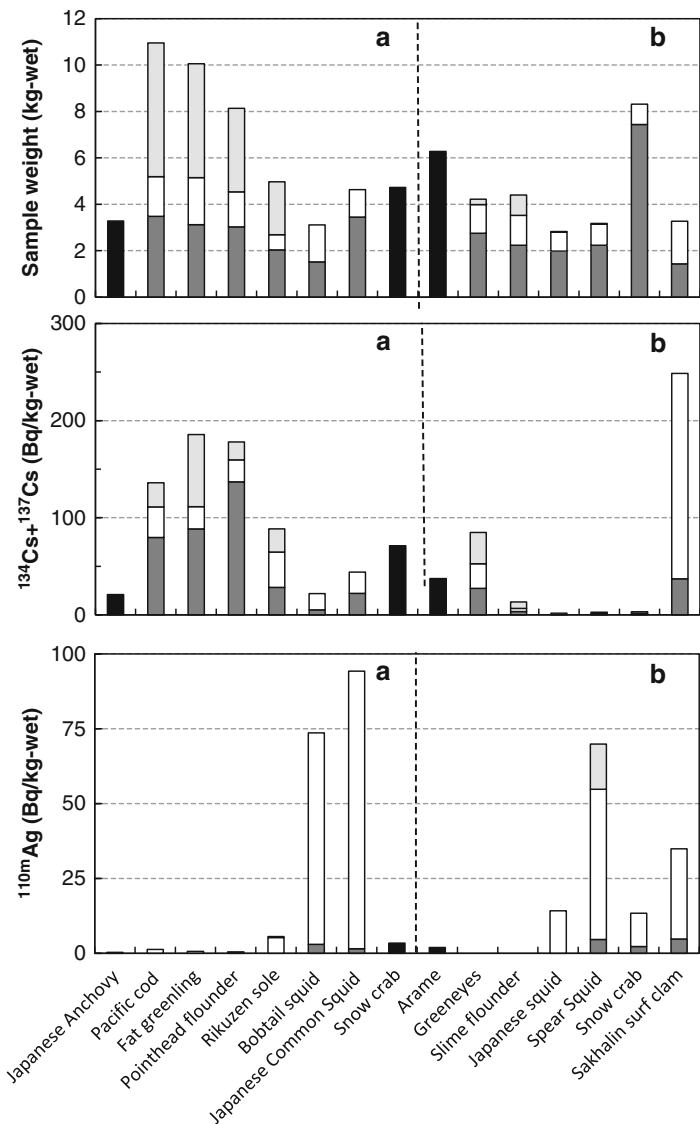 12
10
8
6
4
2
0
Sample weight (kg-wet)
a
b
300
200
100
0
¹³⁴Cs+¹³⁷Cs (Bq/kg-wet)
a
b
100
75
50
25
0
¹¹⁰ᵐAg (Bq/kg-wet)
a
b
Japanese Anchovy
Pacific cod
Fat greenling
Pointhead flounder
Rikuzen sole
Bobtail squid
Japanese Common Squid
Snow crab
Arame
Greeneyes
Slime flounder
Japanese squid
Spear Squid
Snow crab
Sakhalin surf clam